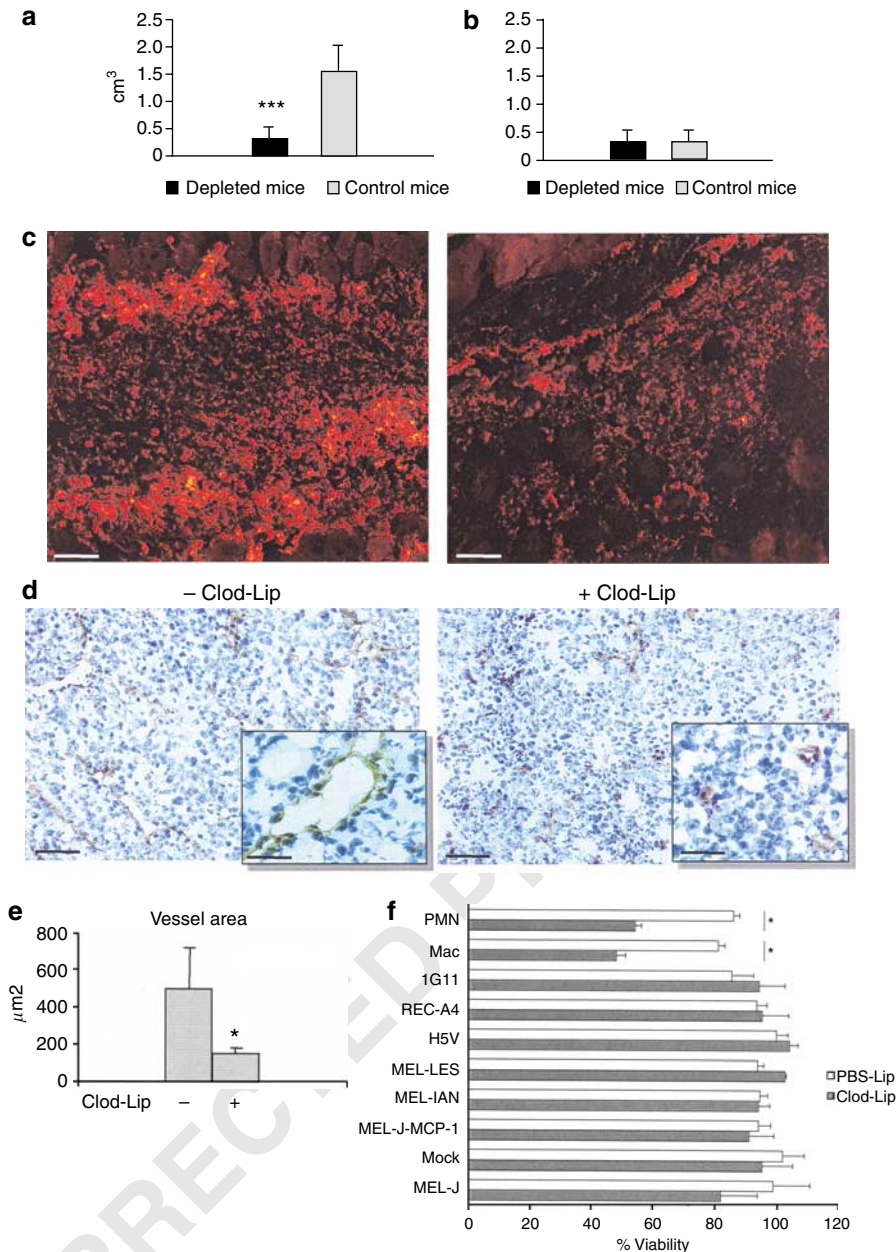 a
2.5
2.0
1.5
1.0
0.5
0
cm3
***
Depleted mice Control mice
b
2.5
2.0
1.5
1.0
0.5
0
Depleted mice Control mice
c
d
– Clod-Lip + Clod-Lip
e
Vessel area
800
600
400
200
0
μm2
*
Clod-Lip – +
f
PMN *
Mac *
1G11
REC-A4
H5V
MEL-LES
MEL-IAN
MEL-J-MCP-1
Mock
MEL-J
PBS-Lip
Clod-Lip
0 20 40 60 80 100 120
% Viability